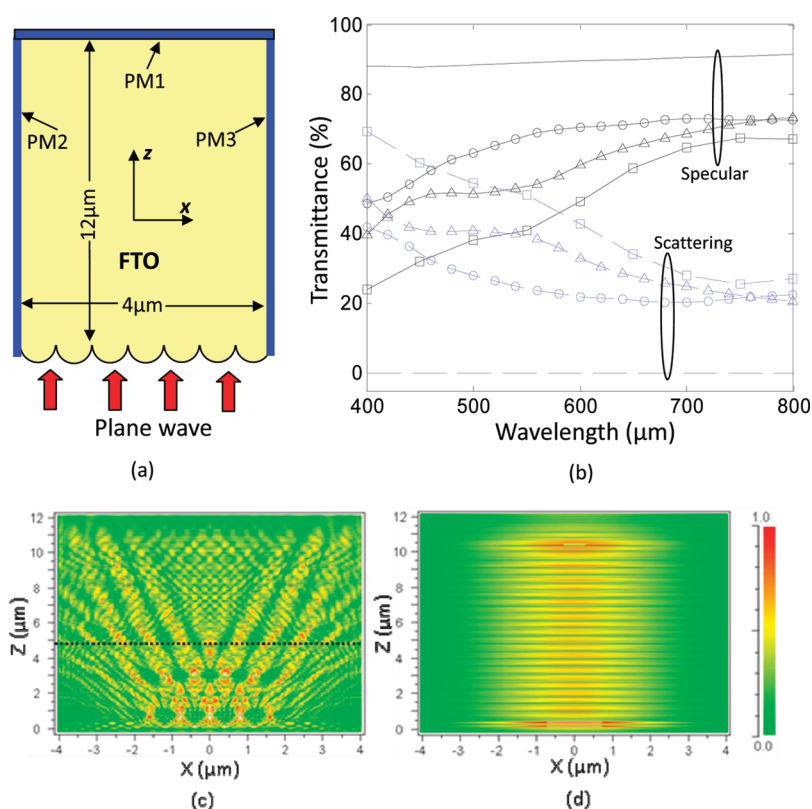 PM1
PM2
PM3
z
x
12μm
FTO
4μm
Plane wave
(a)
100
80
60
40
20
0
Transmittance (%)
Specular
Scattering
400
500
600
700
800
Wavelength (μm)
(b)
12
10
8
6
4
2
0
Z (μm)
-4
-3
-2
-1
0
1
2
3
4
X (μm)
(c)
12
10
8
6
4
2
0
Z (μm)
-4
-3
-2
-1
0
1
2
3
4
X (μm)
(d)
1.0
0.0